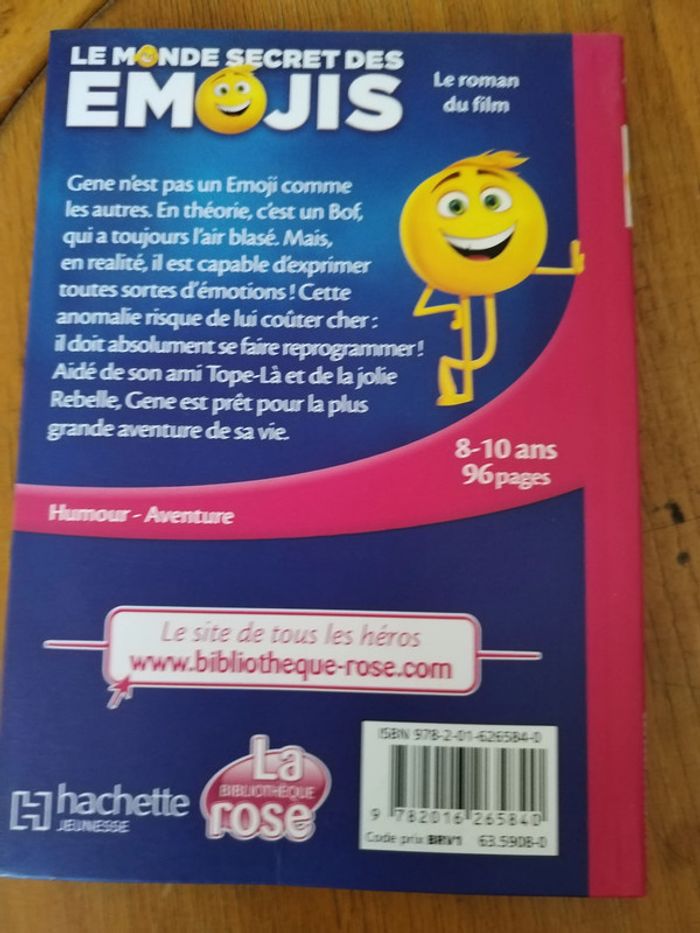 LE MONDE SECRET DES
EMOJIS
Le roman
du film
Gene n'est pas un Emoji comme
les autres. En théorie, c'est un Bof,
qui a toujours l'air blasé. Mais,
en réalité, il est capable d'exprimer
toutes sortes d'émotions ! Cette
anomalie risque de lui coûter cher :
il doit absolument se faire reprogrammer !
Aidé de son ami Tope-Là et de la jolie
Rebelle, Gene est prêt pour la plus
grande aventure de sa vie.
8-10 ans
96 pages
Humour - Aventure
Le site de tous les héros
www.bibliotheque-rose.com
hachette
JEUNESSE
La
BIBLIOTHÈQUE
rose
ISBN 978-2-01-626584-0
9 782016 265840
Code prix BRV1 63.5908-0